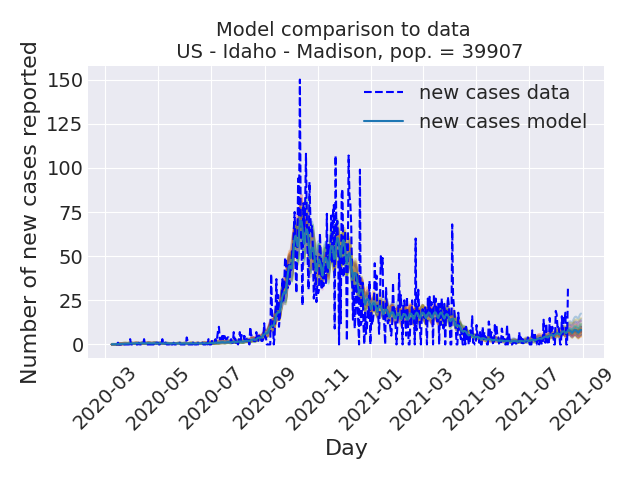 Model comparison to data
US - Idaho - Madison, pop. = 39907
Number of new cases reported
150
125
100
75
50
25
0
new cases data
new cases model
2020-03
2020-05
2020-07
2020-09
2020-11
2021-01
2021-03
2021-05
2021-07
2021-09
Day